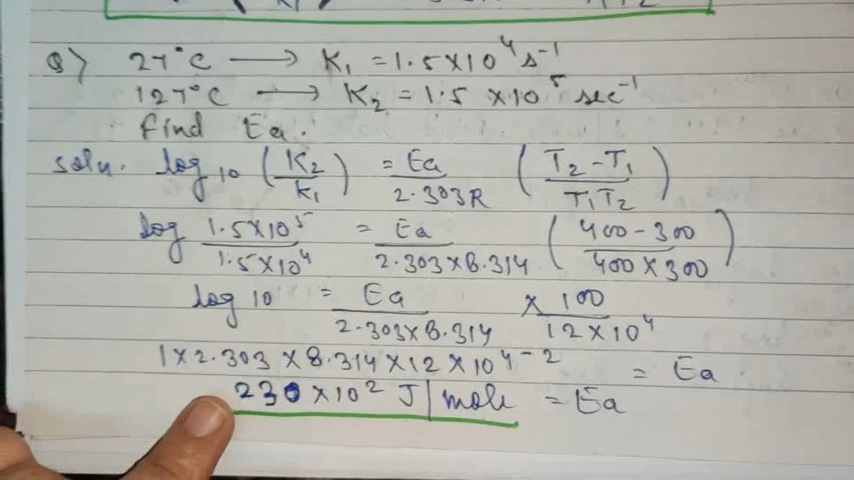 Q> 27°C → K₁ = 1.5×10⁴ s⁻¹
127°C → K₂ = 1.5 ×10⁵ sec⁻¹
find Ea.
Soln. log₁₀ (K₂/K₁) = Ea/2.303R (T₂-T₁/T₁T₂)
log 1.5×10⁵/1.5×10⁴ = Ea/2.303×8.314 (400-300/400×300)
log 10 = Ea/2.303×8.314 × 100/12×10⁴
1×2.303×8.314×12×10⁴⁻² = Ea
230×10² J/mole = Ea